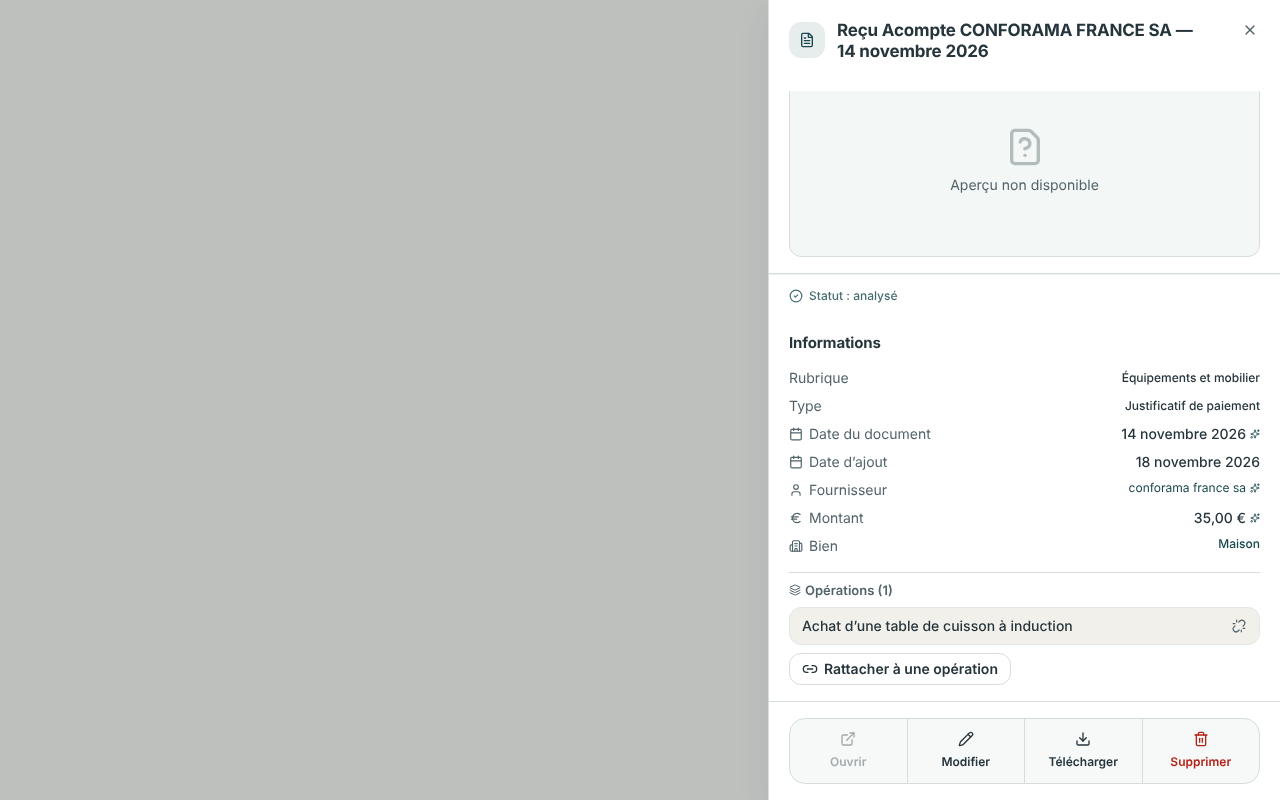 Reçu Acompte CONFORAMA FRANCE SA —
14 novembre 2026
Aperçu non disponible
Statut : analysé
Informations
Rubrique Équipements et mobilier
Type Justificatif de paiement
Date du document 14 novembre 2026
Date d’ajout 18 novembre 2026
Fournisseur conforama france sa
Montant 35,00 €
Bien Maison
Opérations (1)
Achat d’une table de cuisson à induction
Rattacher à une opération
Ouvrir Modifier Télécharger Supprimer